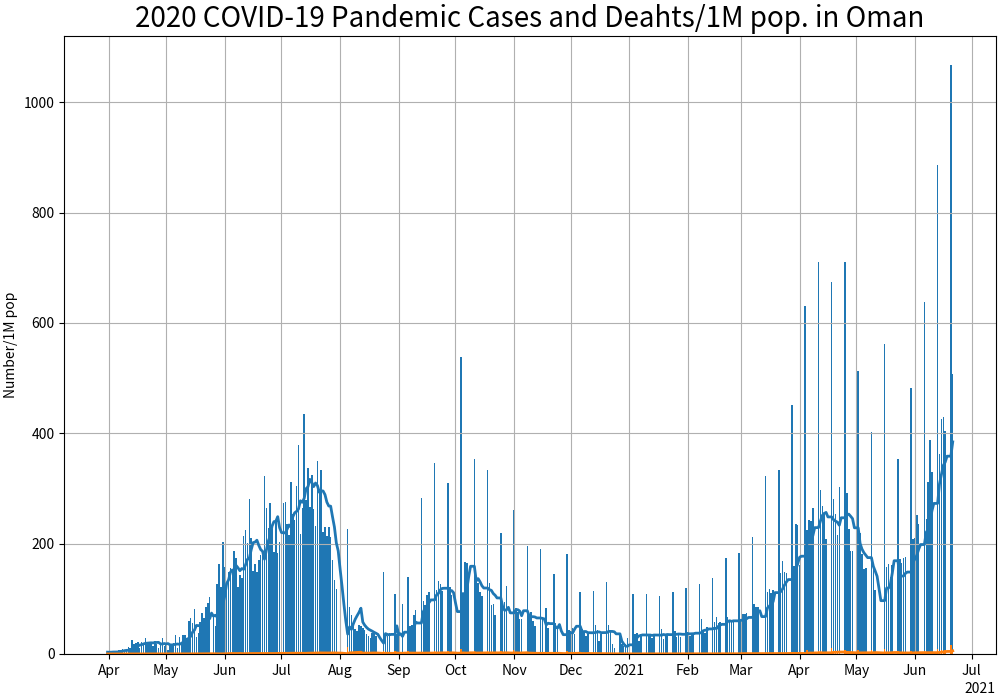 2020 COVID-19 Pandemic Cases and Deahts/1M pop. in Oman
Number/1M pop
1000
800
600
400
200
0
Apr May Jun Jul Aug Sep Oct Nov Dec 2021 Feb Mar Apr May Jun Jul
2021